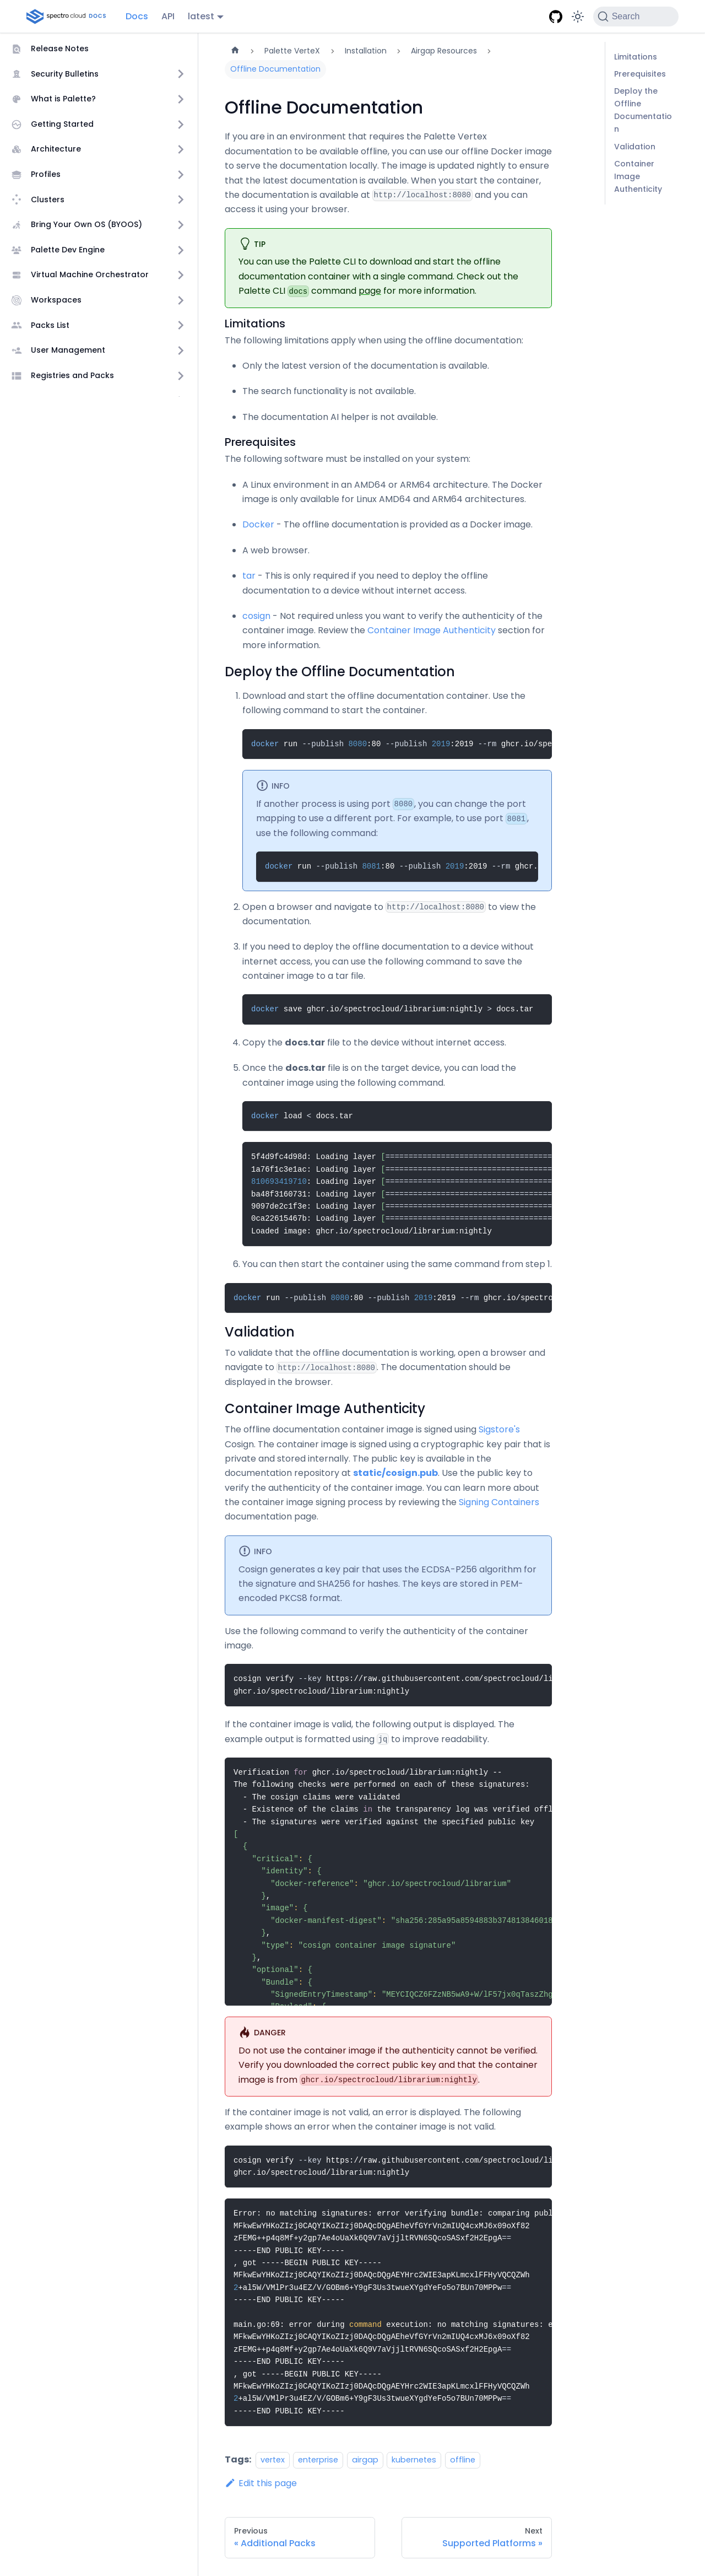 spectro cloud DOCS
Docs
API
latest
Search
Release Notes
Security Bulletins
What is Palette?
Getting Started
Architecture
Profiles
Clusters
Bring Your Own OS (BYOOS)
Palette Dev Engine
Virtual Machine Orchestrator
Workspaces
Packs List
User Management
Registries and Packs
Palette VerteX
Installation
Airgap Resources
Offline Documentation
Limitations
Prerequisites
Deploy the
Offline
Documentatio
n
Validation
Container
Image
Authenticity
Offline Documentation
If you are in an environment that requires the Palette Vertex
documentation to be available offline, you can use our offline Docker image
to serve the documentation locally. The image is updated nightly to ensure
that the latest documentation is available. When you start the container,
the documentation is available at http://localhost:8080 and you can
access it using your browser.
TIP
You can use the Palette CLI to download and start the offline
documentation container with a single command. Check out the
Palette CLI docs command page for more information.
Limitations
The following limitations apply when using the offline documentation:
• Only the latest version of the documentation is available.
• The search functionality is not available.
• The documentation AI helper is not available.
Prerequisites
The following software must be installed on your system:
• A Linux environment in an AMD64 or ARM64 architecture. The Docker
image is only available for Linux AMD64 and ARM64 architectures.
• Docker - The offline documentation is provided as a Docker image.
• A web browser.
• tar - This is only required if you need to deploy the offline
documentation to a device without internet access.
• cosign - Not required unless you want to verify the authenticity of the
container image. Review the Container Image Authenticity section for
more information.
Deploy the Offline Documentation
1. Download and start the offline documentation container. Use the
following command to start the container.
docker run --publish 8080:80 --publish 2019:2019 --rm ghcr.io/spe
INFO
If another process is using port 8080, you can change the port
mapping to use a different port. For example, to use port 8081,
use the following command:
docker run --publish 8081:80 --publish 2019:2019 --rm ghcr.
2. Open a browser and navigate to http://localhost:8080 to view the
documentation.
3. If you need to deploy the offline documentation to a device without
internet access, you can use the following command to save the
container image to a tar file.
docker save ghcr.io/spectrocloud/librarium:nightly > docs.tar
4. Copy the docs.tar file to the device without internet access.
5. Once the docs.tar file is on the target device, you can load the
container image using the following command.
docker load < docs.tar
5f4d9fc4d98d: Loading layer [====================================
1a76f1c3e1ac: Loading layer [====================================
810693419710: Loading layer [====================================
ba48f3160731: Loading layer [====================================
9097de2c1f3e: Loading layer [====================================
0ca22615467b: Loading layer [====================================
Loaded image: ghcr.io/spectrocloud/librarium:nightly
6. You can then start the container using the same command from step 1.
docker run --publish 8080:80 --publish 2019:2019 --rm ghcr.io/spectro
Validation
To validate that the offline documentation is working, open a browser and
navigate to http://localhost:8080. The documentation should be
displayed in the browser.
Container Image Authenticity
The offline documentation container image is signed using Sigstore's
Cosign. The container image is signed using a cryptographic key pair that is
private and stored internally. The public key is available in the
documentation repository at static/cosign.pub. Use the public key to
verify the authenticity of the container image. You can learn more about
the container image signing process by reviewing the Signing Containers
documentation page.
INFO
Cosign generates a key pair that uses the ECDSA-P256 algorithm for
the signature and SHA256 for hashes. The keys are stored in PEM-
encoded PKCS8 format.
Use the following command to verify the authenticity of the container
image.
cosign verify --key https://raw.githubusercontent.com/spectrocloud/li
ghcr.io/spectrocloud/librarium:nightly
If the container image is valid, the following output is displayed. The
example output is formatted using jq to improve readability.
Verification for ghcr.io/spectrocloud/librarium:nightly --
The following checks were performed on each of these signatures:
- The cosign claims were validated
- Existence of the claims in the transparency log was verified offl
- The signatures were verified against the specified public key
[
{
"critical": {
"identity": {
"docker-reference": "ghcr.io/spectrocloud/librarium"
},
"image": {
"docker-manifest-digest": "sha256:285a95a8594883b374813846018
},
"type": "cosign container image signature"
},
"optional": {
"Bundle": {
"SignedEntryTimestamp": "MEYCIQCZ6FZzNB5wA9+W/lF57jx0qTaszZhg
"Payload": {
DANGER
Do not use the container image if the authenticity cannot be verified.
Verify you downloaded the correct public key and that the container
image is from ghcr.io/spectrocloud/librarium:nightly.
If the container image is not valid, an error is displayed. The following
example shows an error when the container image is not valid.
cosign verify --key https://raw.githubusercontent.com/spectrocloud/li
ghcr.io/spectrocloud/librarium:nightly
Error: no matching signatures: error verifying bundle: comparing publ
MFkwEwYHKoZIzj0CAQYIKoZIzj0DAQcDQgAEheVfGYrVn2mIUQ4cxMJ6x09oXf82
zFEMG++p4q8Mf+y2gp7Ae4oUaXk6Q9V7aVjjltRVN6SQcoSASxf2H2EpgA==
-----END PUBLIC KEY-----
, got -----BEGIN PUBLIC KEY-----
MFkwEwYHKoZIzj0CAQYIKoZIzj0DAQcDQgAEYHrc2WIE3apKLmcxlFFHyVQCQZWh
2+al5W/VMlPr3u4EZ/V/GOBm6+Y9gF3Us3twueXYgdYeFo5o7BUn70MPPw==
-----END PUBLIC KEY-----
main.go:69: error during command execution: no matching signatures: e
MFkwEwYHKoZIzj0CAQYIKoZIzj0DAQcDQgAEheVfGYrVn2mIUQ4cxMJ6x09oXf82
zFEMG++p4q8Mf+y2gp7Ae4oUaXk6Q9V7aVjjltRVN6SQcoSASxf2H2EpgA==
-----END PUBLIC KEY-----
, got -----BEGIN PUBLIC KEY-----
MFkwEwYHKoZIzj0CAQYIKoZIzj0DAQcDQgAEYHrc2WIE3apKLmcxlFFHyVQCQZWh
2+al5W/VMlPr3u4EZ/V/GOBm6+Y9gF3Us3twueXYgdYeFo5o7BUn70MPPw==
-----END PUBLIC KEY-----
Tags: vertex enterprise airgap kubernetes offline
Edit this page
Previous
« Additional Packs
Next
Supported Platforms »